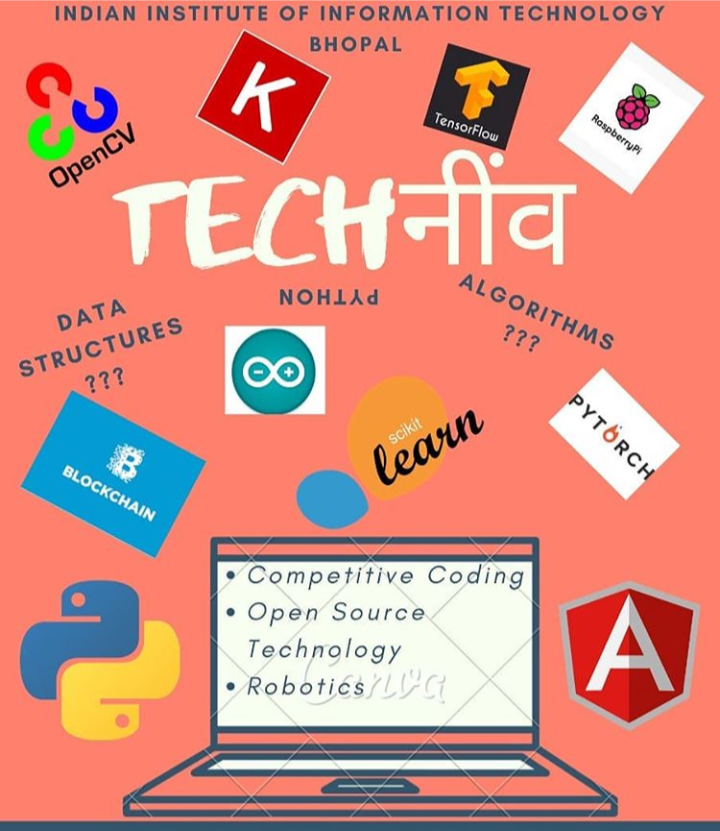 INDIAN INSTITUTE OF INFORMATION TECHNOLOGY
BHOPAL
OpenCV
K
TensorFlow
RaspberryPi
TECHनींव
DATA
STRUCTURES
???
PYTHON
ALGORITHMS
???
BLOCKCHAIN
scikit
learn
PYTORCH
• Competitive Coding
• Open Source
Technology
• Robotics
Canva
A